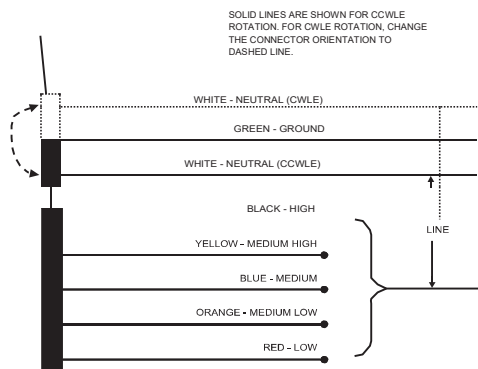 SOLID LINES ARE SHOWN FOR CCWLE
ROTATION. FOR CWLE ROTATION, CHANGE
THE CONNECTOR ORIENTATION TO
DASHED LINE.
WHITE - NEUTRAL (CWLE)
GREEN - GROUND
WHITE - NEUTRAL (CCWLE)
BLACK - HIGH
LINE
YELLOW - MEDIUM HIGH
BLUE - MEDIUM
ORANGE - MEDIUM LOW
RED - LOW